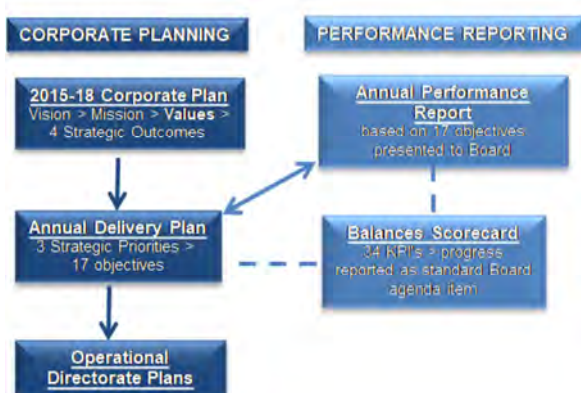 CORPORATE PLANNING
2015-18 Corporate Plan
Vision > Mission > Values >
4 Strategic Outcomes
Annual Delivery Plan
3 Strategic Priorities >
17 objectives
Operational
Directorate Plans
PERFORMANCE REPORTING
Annual Performance
Report
based on 17 objectives
presented to Board
Balances Scorecard
34 KPI's > progress
reported as standard Board
agenda item